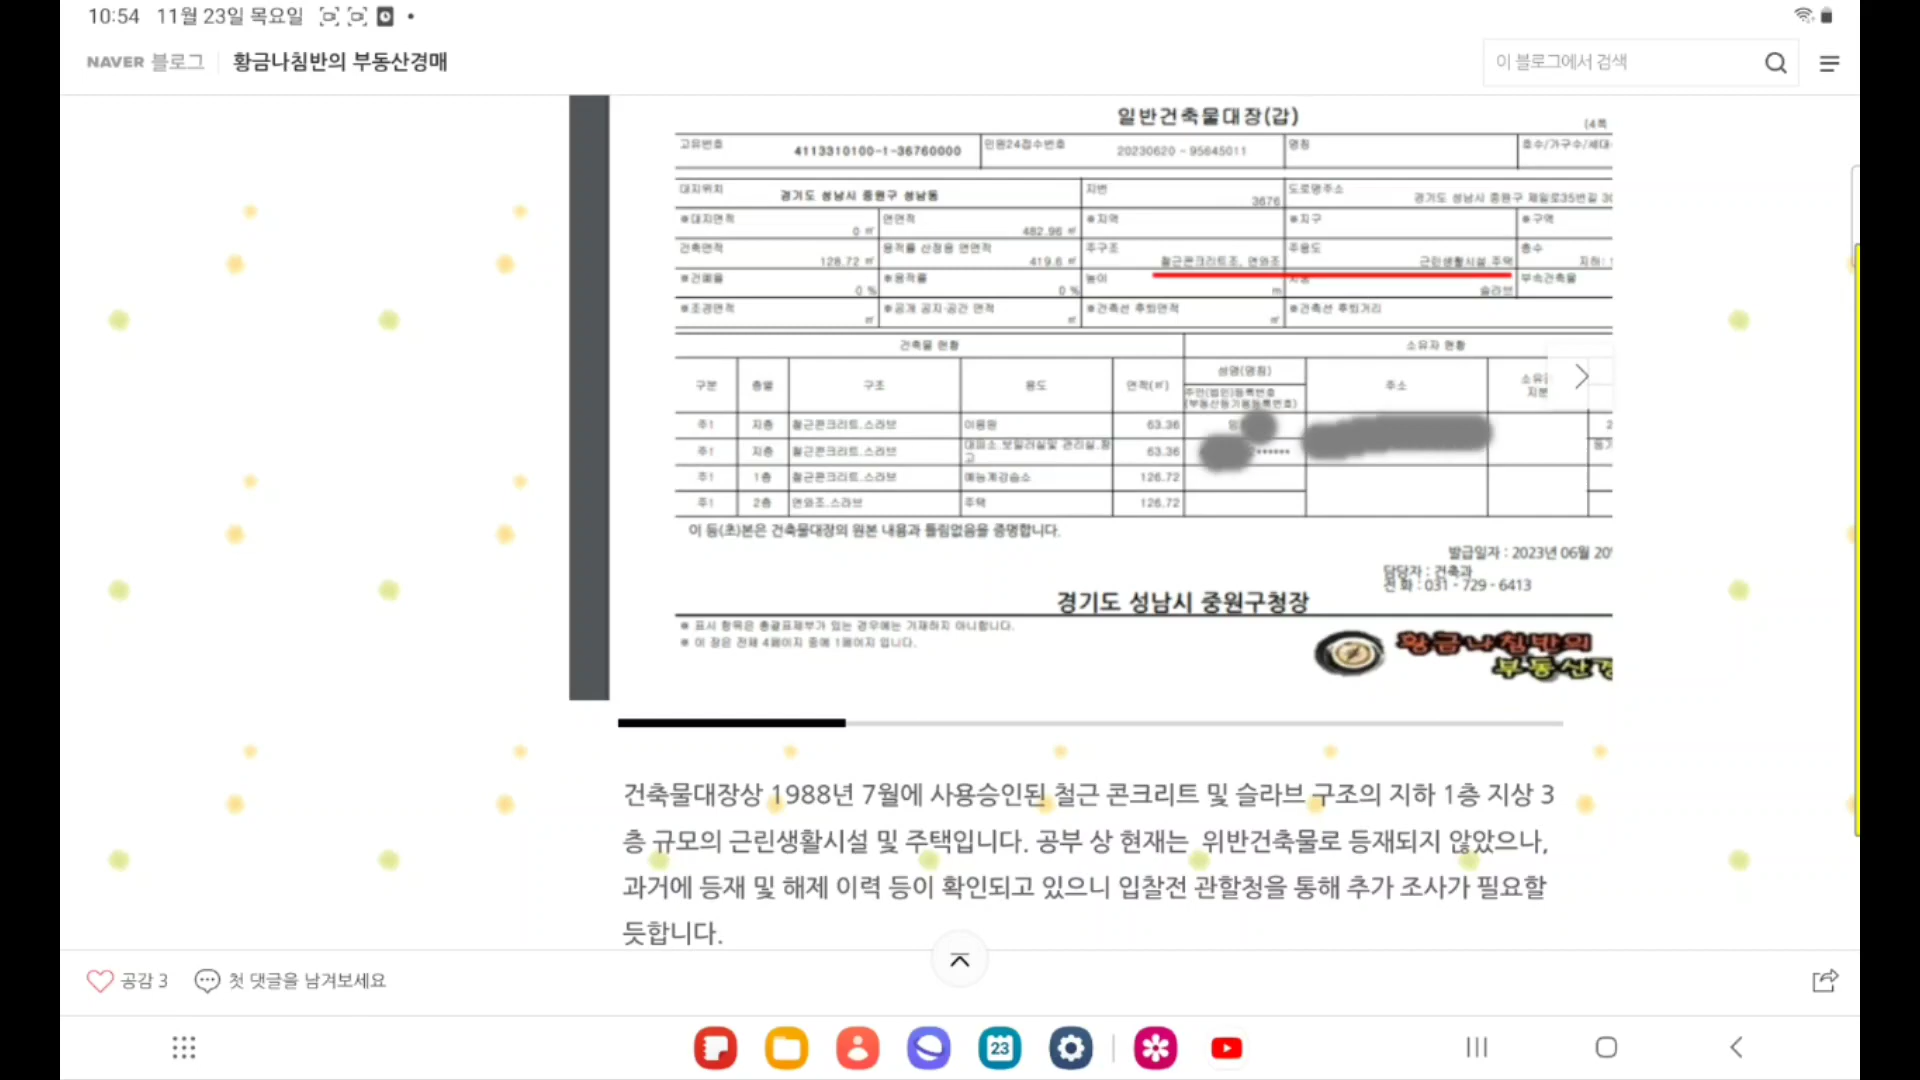 10:54 11월 23일 목요일
NAVER 블로그 황금나침반의 부동산경매
이 블로그에서 검색
일반건축물대장(갑)
(4쪽
고유번호 4113310100-1-36760000 민원24접수번호 20230620 - 95645011 명칭 호수/가구수/세대
대지위치 경기도 성남시 중원구 성남동 지번 3676 도로명주소 경기도 성남시 중원구 제일로35번길 30
※대지면적 0 ㎡ 연면적 482.96 ㎡ ※지역 ※지구 ※구역
건축면적 128.72 ㎡ 용적률 산정용 연면적 419.6 ㎡ 주구조 철근콘크리트조, 연와조 주용도 근린생활시설.주택 층수 지하: 1
※건폐율 0 % ※용적률 0 % 높이 m 지붕 슬라브 부속건축물
※조경면적 ㎡ ※공개 공지·공간 면적 ㎡ ※건축선 후퇴면적 ㎡ ※건축선 후퇴거리
건축물 현황 소유자 현황
구분 층별 구조 용도 면적(㎡) 성명(명칭) 주소 소유권 지분
주민(법인)등록번호
(부동산등기용등록번호)
주1 지층 철근콘크리트.스라브 이용원 63.36
주1 지층 철근콘크리트.스라브 대피소.보일러실및 관리실.창고 63.36 ******
주1 1층 철근콘크리트.스라브 예능계강습소 126.72
주1 2층 연와조.스라브 주택 126.72
이 등(초)본은 건축물대장의 원본 내용과 틀림없음을 증명합니다.
발급일자 : 2023년 06월 20
담당자 : 건축과
전 화 : 031 - 729 - 6413
경기도 성남시 중원구청장
※ 표시 항목은 총괄표제부가 있는 경우에는 기재하지 아니합니다.
※ 이 장은 전체 4페이지 중에 1페이지 입니다.
황금나침반의
부동산경
건축물대장상 1988년 7월에 사용승인된 철근 콘크리트 및 슬라브 구조의 지하 1층 지상 3
층 규모의 근린생활시설 및 주택입니다. 공부 상 현재는 위반건축물로 등재되지 않았으나,
과거에 등재 및 해제 이력 등이 확인되고 있으니 입찰전 관할청을 통해 추가 조사가 필요할
듯합니다.
공감 3 첫 댓글을 남겨보세요
23